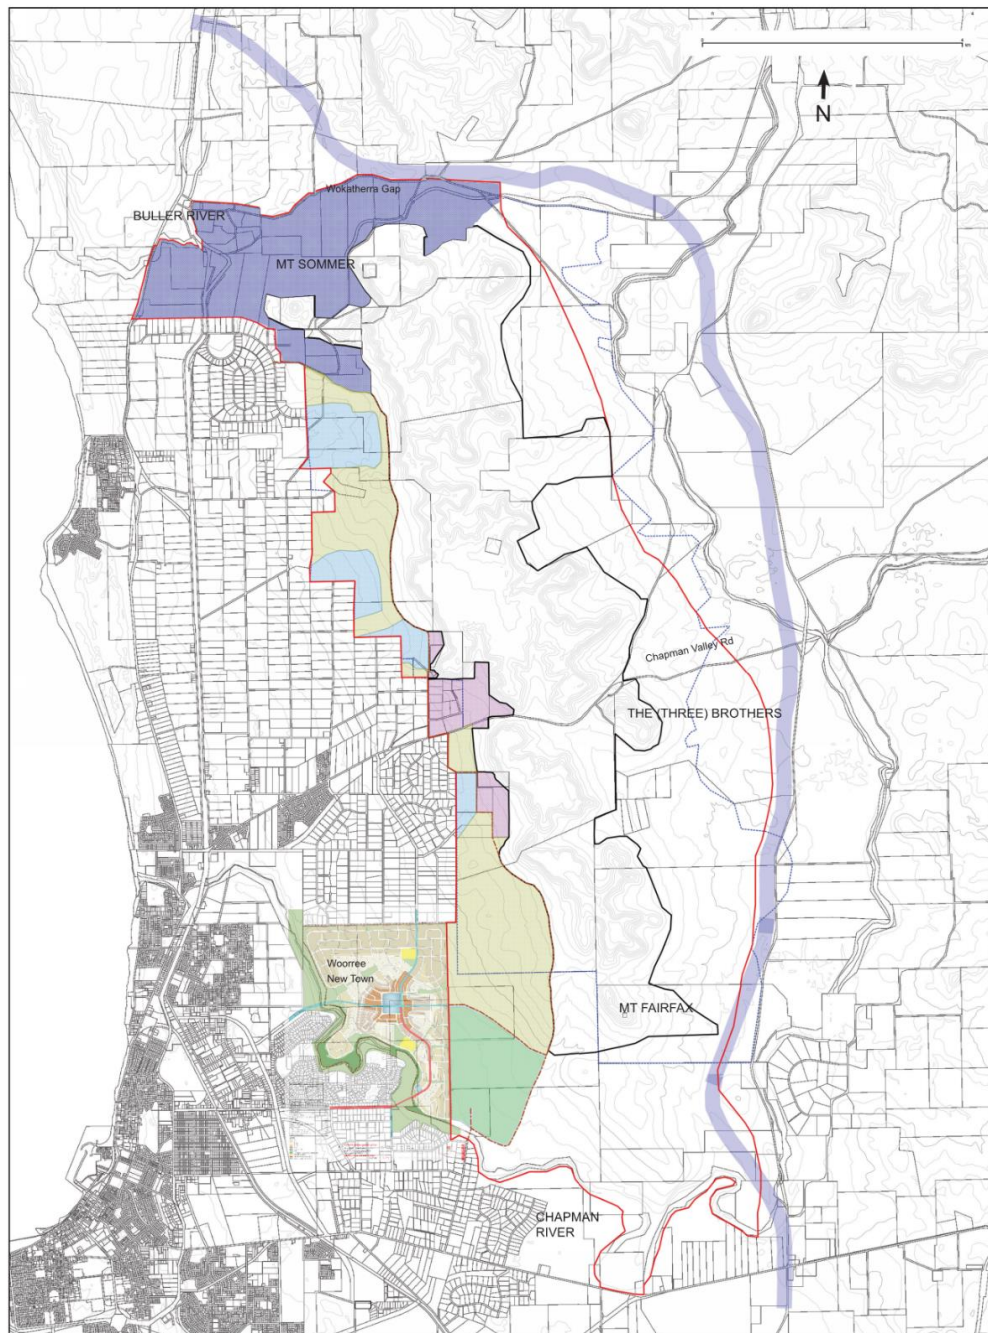 N
Wokatherra Gap
BULLER RIVER
MT SOMMER
Chapman Valley Rd
THE (THREE) BROTHERS
Woorree
New Town
MT FAIRFAX
CHAPMAN
RIVER